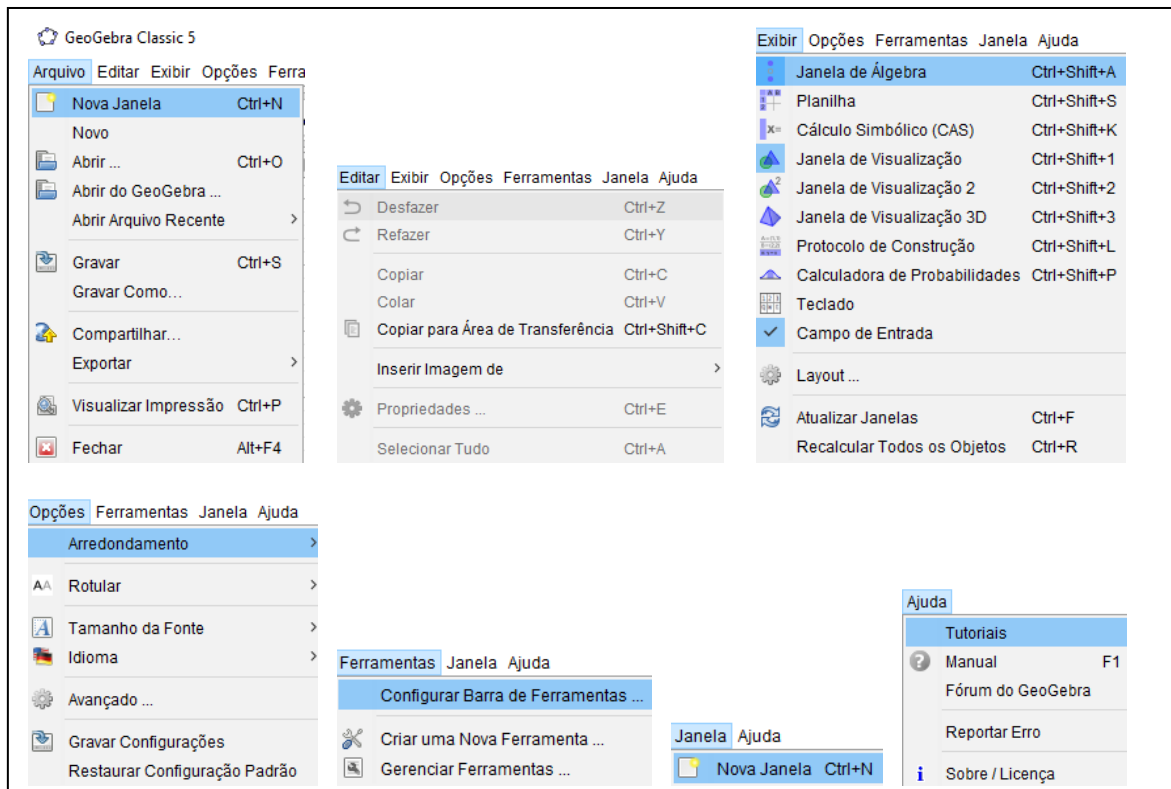 GeoGebra Classic 5
Arquivo Editar Exibir Opções Ferra
Nova Janela Ctrl+N
Novo
Abrir ... Ctrl+O
Abrir do GeoGebra ...
Abrir Arquivo Recente >
Gravar Ctrl+S
Gravar Como...
Compartilhar...
Exportar >
Visualizar Impressão Ctrl+P
Fechar Alt+F4
Editar Exibir Opções Ferramentas Janela Ajuda
Desfazer Ctrl+Z
Refazer Ctrl+Y
Copiar Ctrl+C
Colar Ctrl+V
Copiar para Área de Transferência Ctrl+Shift+C
Inserir Imagem de >
Propriedades ... Ctrl+E
Selecionar Tudo Ctrl+A
Exibir Opções Ferramentas Janela Ajuda
Janela de Álgebra Ctrl+Shift+A
Planilha Ctrl+Shift+S
Cálculo Simbólico (CAS) Ctrl+Shift+K
Janela de Visualização Ctrl+Shift+1
Janela de Visualização 2 Ctrl+Shift+2
Janela de Visualização 3D Ctrl+Shift+3
Protocolo de Construção Ctrl+Shift+L
Calculadora de Probabilidades Ctrl+Shift+P
Teclado
Campo de Entrada
Layout ...
Atualizar Janelas Ctrl+F
Recalcular Todos os Objetos Ctrl+R
Opções Ferramentas Janela Ajuda
Arredondamento >
AA Rotular >
A Tamanho da Fonte >
Idioma >
Avançado ...
Gravar Configurações
Restaurar Configuração Padrão
Ferramentas Janela Ajuda
Configurar Barra de Ferramentas ...
Criar uma Nova Ferramenta ...
Gerenciar Ferramentas ...
Janela Ajuda
Nova Janela Ctrl+N
Ajuda
Tutoriais
Manual F1
Fórum do GeoGebra
Reportar Erro
Sobre / Licença